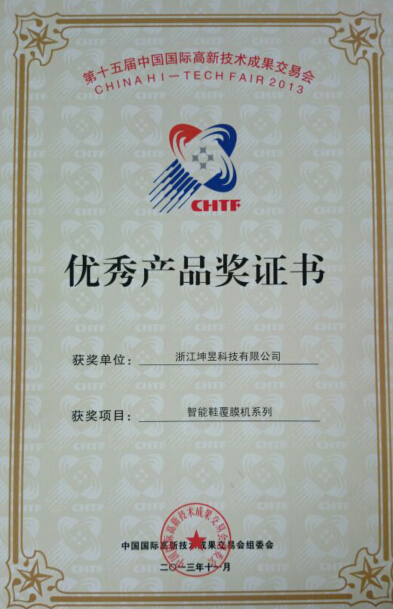 第十五届中国国际高新技术成果交易会
CHINA HI-TECH FAIR 2013
CHTF
优秀产品奖证书
获奖单位：浙江坤昱科技有限公司
获奖项目：智能鞋覆膜机系列
中国国际高新技术成果交易会组委会
二〇一三年十一月